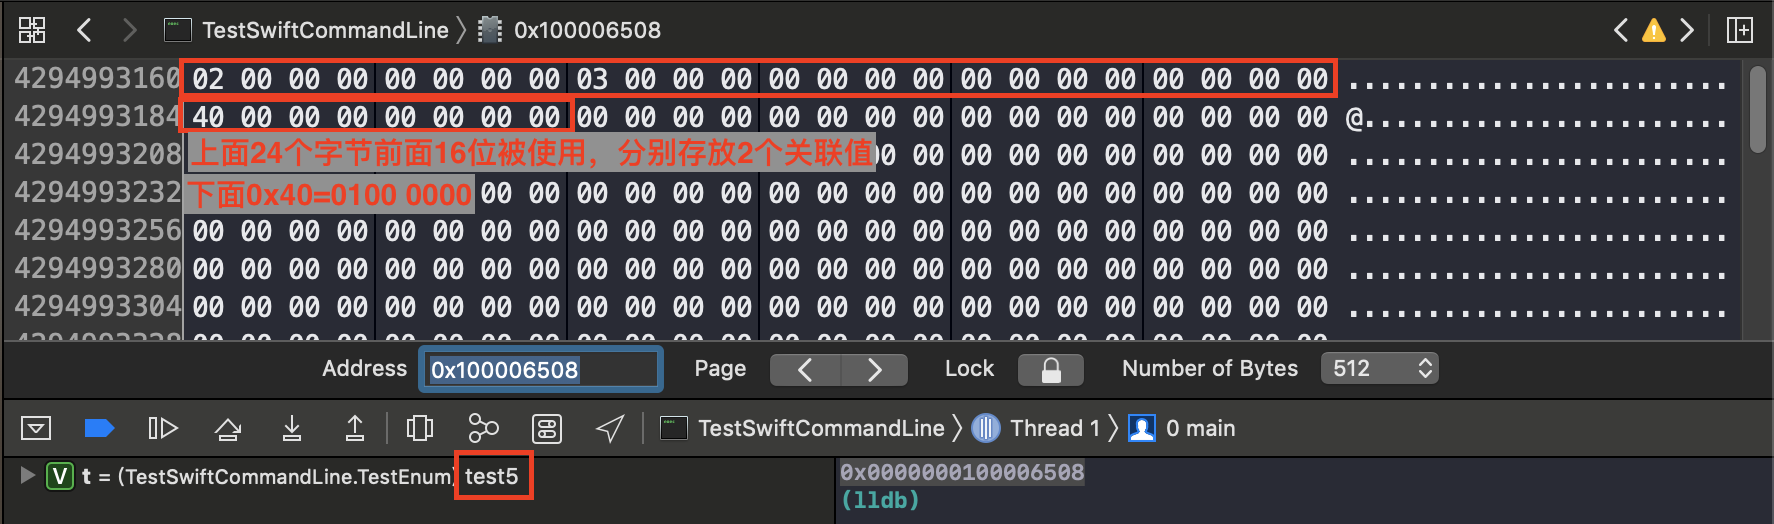 TestSwiftCommandLine 0x100006508
4294993160 02 00 00 00 00 00 00 00 03 00 00 00 00 00 00 00 00 00 00 00 00 00 00 00 ........................
4294993184 40 00 00 00 00 00 00 00 00 00 00 00 00 00 00 00 00 00 00 00 00 00 00 00 @.......................
4294993208 上面24个字节前面16位被使用，分别存放2个关联值 00 00 00 00 00 00 00 00 00 00 ........................
4294993232 下面0x40=0100 0000 00 00 00 00 00 00 00 00 00 00 00 00 00 00 00 00 00 00 ........................
4294993256 00 00 00 00 00 00 00 00 00 00 00 00 00 00 00 00 00 00 00 00 00 00 00 00 ........................
4294993280 00 00 00 00 00 00 00 00 00 00 00 00 00 00 00 00 00 00 00 00 00 00 00 00 ........................
4294993304 00 00 00 00 00 00 00 00 00 00 00 00 00 00 00 00 00 00 00 00 00 00 00 00 ........................
Address 0x100006508 Page Lock Number of Bytes 512
TestSwiftCommandLine Thread 1 0 main
V t = (TestSwiftCommandLine.TestEnum) test5
0x0000000100006508
(lldb)